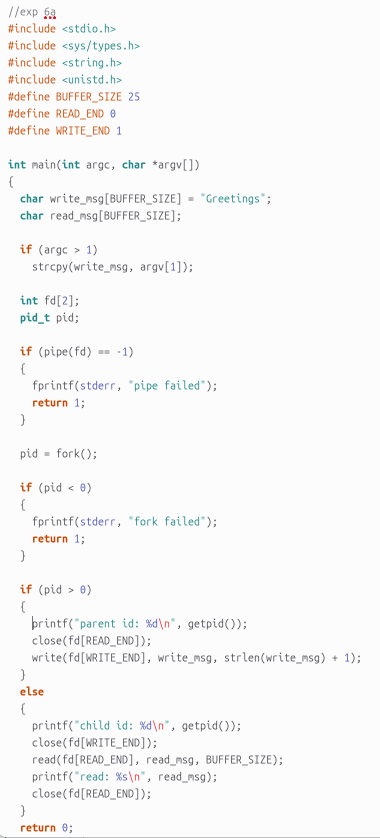 //exp 6a
#include <stdio.h>
#include <sys/types.h>
#include <string.h>
#include <unistd.h>
#define BUFFER_SIZE 25
#define READ_END 0
#define WRITE_END 1
int main(int argc, char *argv[])
{
char write_msg[BUFFER_SIZE] = "Greetings";
char read_msg[BUFFER_SIZE];
if (argc > 1)
strcpy(write_msg, argv[1]);
int fd[2];
pid_t pid;
if (pipe(fd) == -1)
{
fprintf(stderr, "pipe failed");
return 1;
}
pid = fork();
if (pid < 0)
{
fprintf(stderr, "fork failed");
return 1;
}
if (pid > 0)
{
printf("parent id: %d\n", getpid());
close(fd[READ_END]);
write(fd[WRITE_END], write_msg, strlen(write_msg) + 1);
}
else
{
printf("child id: %d\n", getpid());
close(fd[WRITE_END]);
read(fd[READ_END], read_msg, BUFFER_SIZE);
printf("read: %s\n", read_msg);
close(fd[READ_END]);
}
return 0;